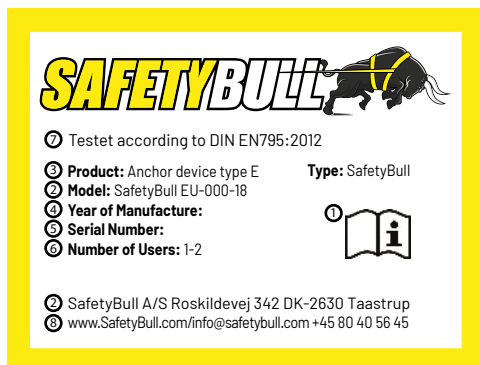 SAFETYBULL
7 Testet according to DIN EN795:2012
3 Product: Anchor device type E Type: SafetyBull
2 Model: SafetyBull EU-000-18
4 Year of Manufacture:
1
5 Serial Number:
6 Number of Users: 1-2
2 SafetyBull A/S Roskildevej 342 DK-2630 Taastrup
8 www.SafetyBull.com/info@safetybull.com +45 80 40 56 45